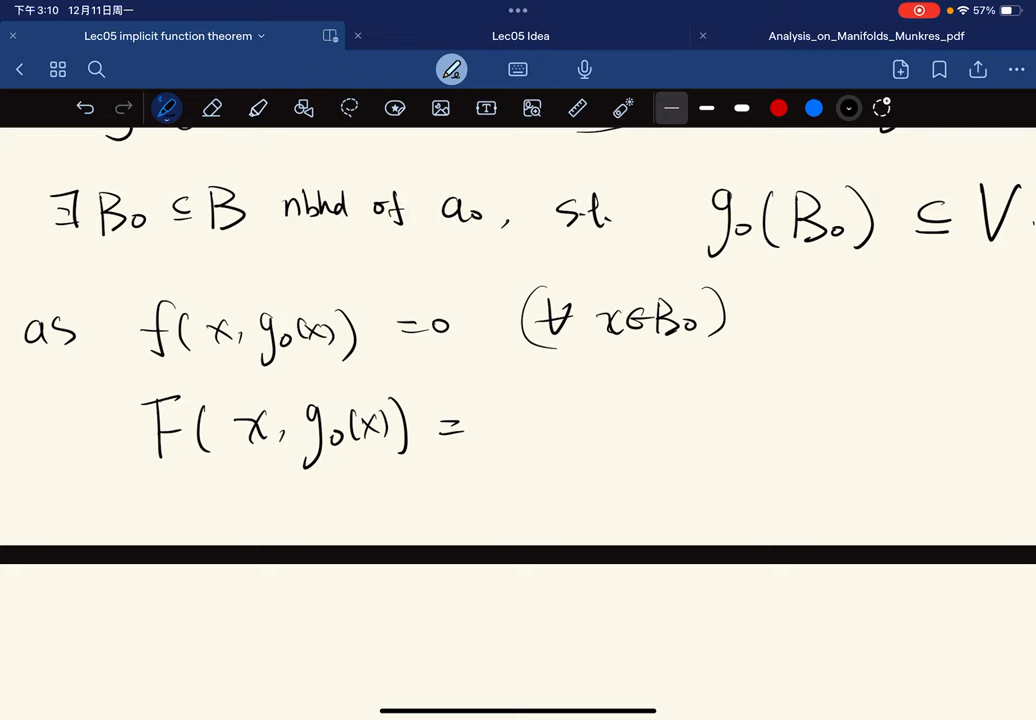 下午3:10 12月11日周一
57%
Lec05 implicit function theorem
Lec05 Idea
Analysis_on_Manifolds_Munkres_pdf
∃ B₀ ⊆ B nbhd of a₀, s.t. g₀(B₀) ⊆ V.
as f(x, g₀(x)) = 0 (∀ x∈B₀)
F(x, g₀(x)) =